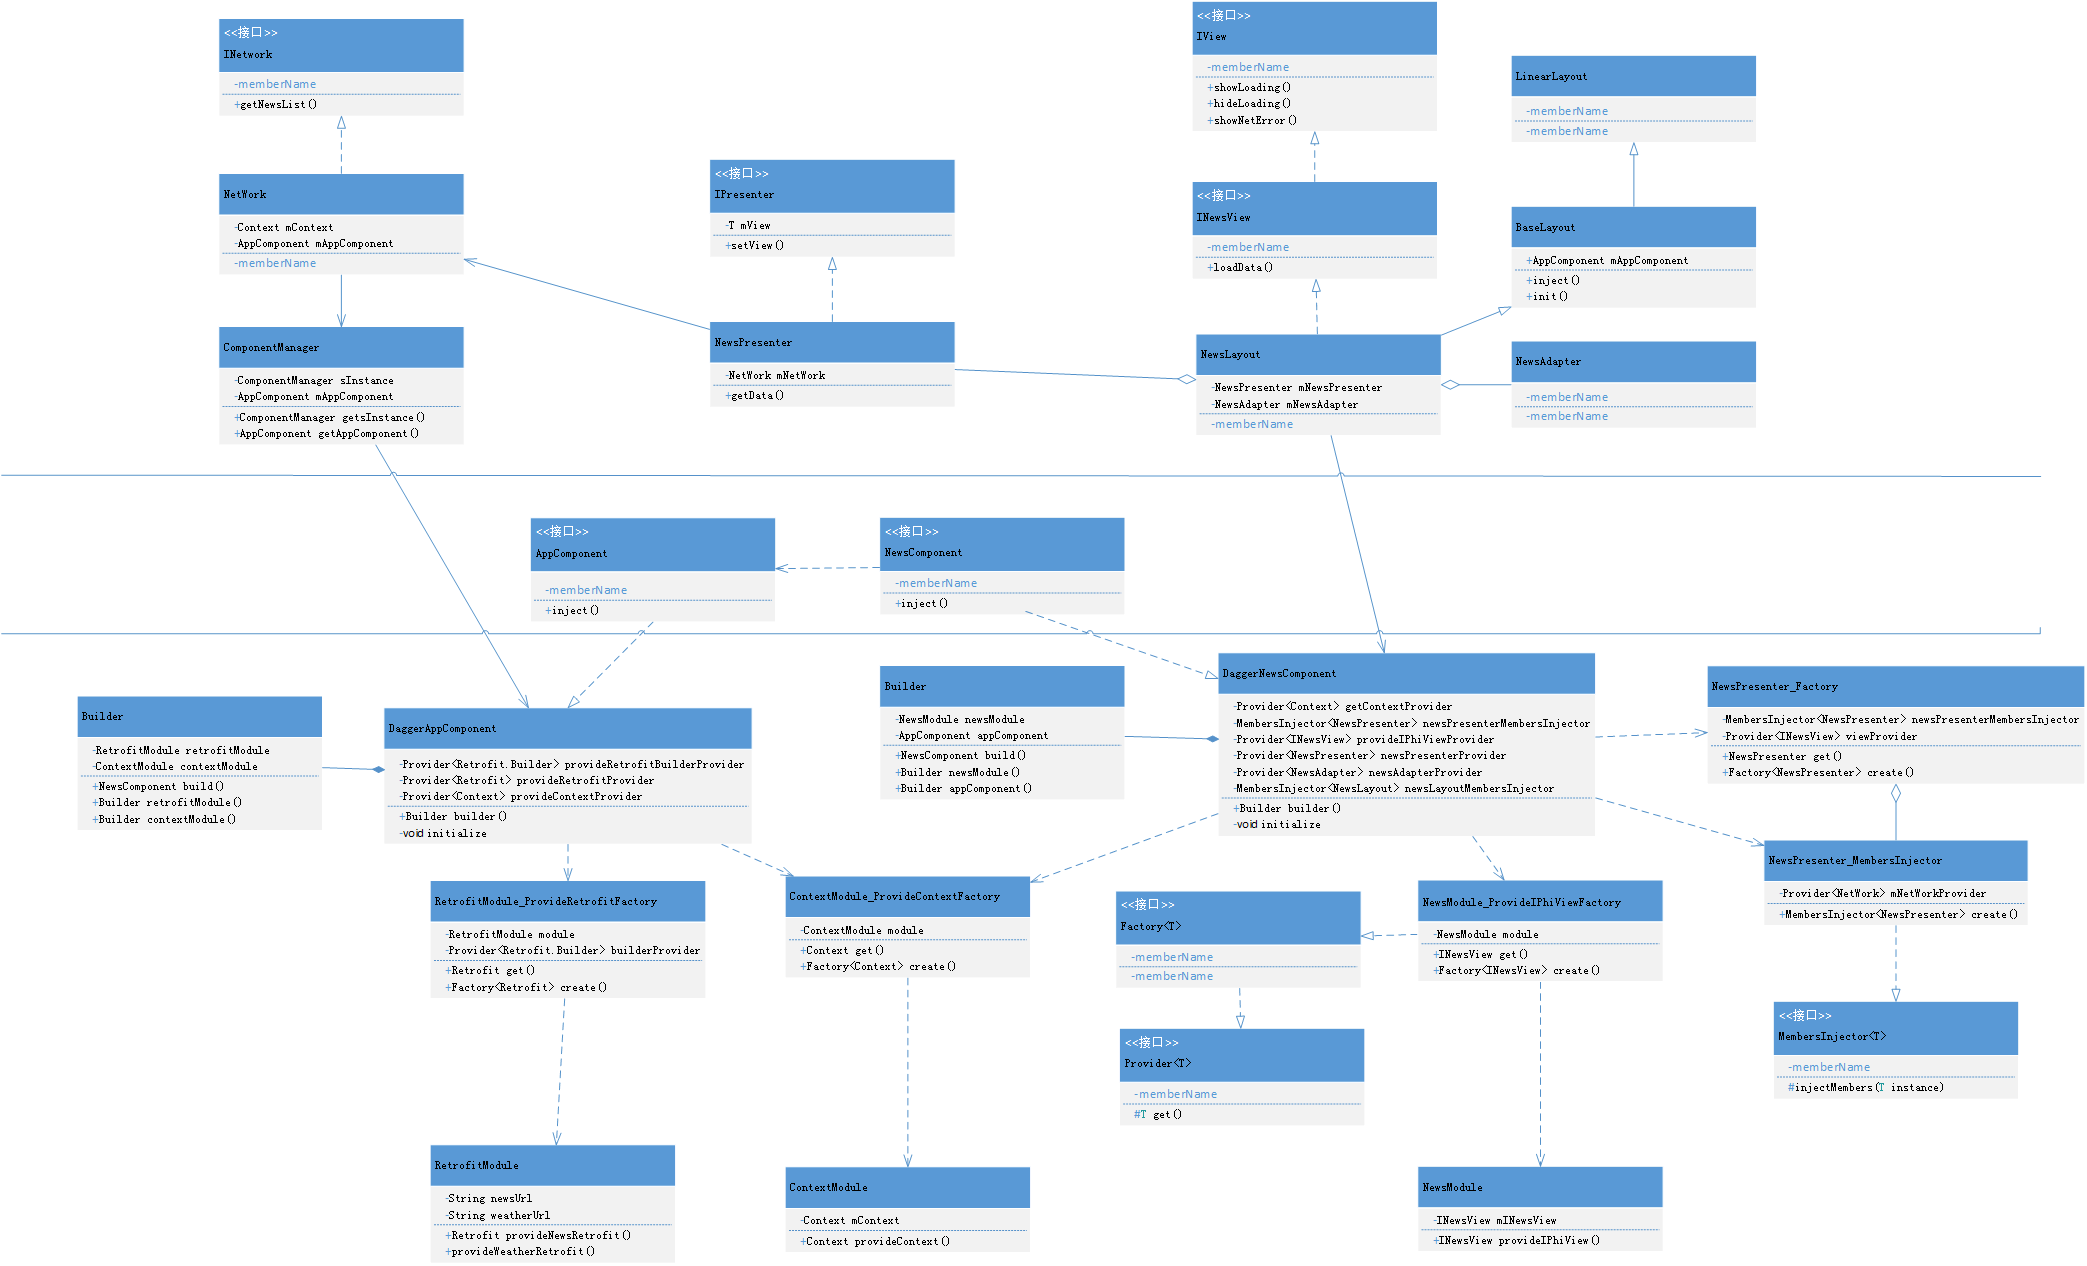 <<接口>>
INetwork
-memberName
+getNewsList()
NetWork
-Context mContext
-AppComponent mAppComponent
-memberName
ComponentManager
-ComponentManager sInstance
-AppComponent mAppComponent
+ComponentManager getsInstance()
+AppComponent getAppComponent()
<<接口>>
IPresenter
-T mView
+setView()
NewsPresenter
-NetWork mNetWork
+getData()
<<接口>>
IView
-memberName
+showLoading()
+hideLoading()
+showNetError()
<<接口>>
INewsView
-memberName
+loadData()
NewsLayout
-NewsPresenter mNewsPresenter
-NewsAdapter mNewsAdapter
-memberName
LinearLayout
-memberName
-memberName
BaseLayout
+AppComponent mAppComponent
+inject()
+init()
NewsAdapter
-memberName
-memberName
<<接口>>
AppComponent
-memberName
+inject()
<<接口>>
NewsComponent
-memberName
+inject()
Builder
-RetrofitModule retrofitModule
-ContextModule contextModule
+NewsComponent build()
+Builder retrofitModule()
+Builder contextModule()
DaggerAppComponent
-Provider<Retrofit.Builder> provideRetrofitBuilderProvider
-Provider<Retrofit> provideRetrofitProvider
-Provider<Context> provideContextProvider
+Builder builder()
-void initialize
Builder
-NewsModule newsModule
-AppComponent appComponent
+NewsComponent build()
+Builder newsModule()
+Builder appComponent()
DaggerNewsComponent
-Provider<Context> getContextProvider
-MembersInjector<NewsPresenter> newsPresenterMembersInjector
-Provider<INewsView> provideIPhiViewProvider
-Provider<NewsPresenter> newsPresenterProvider
-Provider<NewsAdapter> newsAdapterProvider
-MembersInjector<NewsLayout> newsLayoutMembersInjector
+Builder builder()
-void initialize
NewsPresenter_Factory
-MembersInjector<NewsPresenter> newsPresenterMembersInjector
-Provider<INewsView> viewProvider
+NewsPresenter get()
+Factory<NewsPresenter> create()
NewsPresenter_MembersInjector
-Provider<NetWork> mNetWorkProvider
+MembersInjector<NewsPresenter> create()
RetrofitModule_ProvideRetrofitFactory
-RetrofitModule module
-Provider<Retrofit.Builder> builderProvider
+Retrofit get()
+Factory<Retrofit> create()
ContextModule_ProvideContextFactory
-ContextModule module
+Context get()
+Factory<Context> create()
<<接口>>
Factory<T>
-memberName
-memberName
NewsModule_ProvideIPhiViewFactory
-NewsModule module
+INewsView get()
+Factory<INewsView> create()
<<接口>>
MembersInjector<T>
-memberName
#injectMembers(T instance)
<<接口>>
Provider<T>
-memberName
#T get()
RetrofitModule
-String newsUrl
-String weatherUrl
+Retrofit provideNewsRetrofit()
+provideWeatherRetrofit()
ContextModule
-Context mContext
+Context provideContext()
NewsModule
-INewsView mINewsView
+INewsView provideIPhiView()